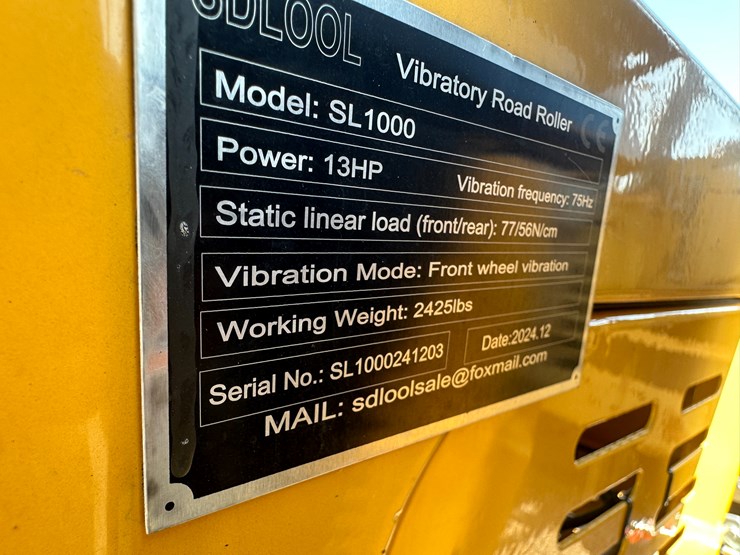 SDLOOL
Vibratory Road Roller
CE
Model: SL1000
Power: 13HP
Vibration frequency: 75Hz
Static linear load (front/rear): 77/56N/cm
Vibration Mode: Front wheel vibration
Working Weight: 2425lbs
Serial No.: SL1000241203
Date:2024.12
MAIL: sdloolsale@foxmail.com